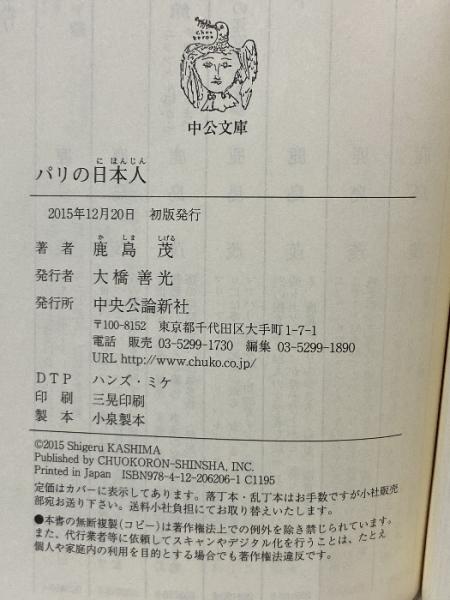 Chuo
koron
中公文庫
パリの日本人
にほんじん
2015年12月20日 初版発行
著者 鹿島 茂
かしま しげる
発行者 大橋善光
発行所 中央公論新社
〒100-8152 東京都千代田区大手町1-7-1
電話 販売 03-5299-1730 編集 03-5299-1890
URL http://www.chuko.co.jp/
DTP ハンズ・ミケ
印刷 三晃印刷
製本 小泉製本
©2015 Shigeru KASHIMA
Published by CHUOKORON-SHINSHA, INC.
Printed in Japan ISBN978-4-12-206206-1 C1195
定価はカバーに表示してあります。落丁本・乱丁本はお手数ですが小社販売
部宛お送り下さい。送料小社負担にてお取り替えいたします。
●本書の無断複製(コピー)は著作権法上での例外を除き禁じられています。
また、代行業者等に依頼してスキャンやデジタル化を行うことは、たとえ
個人や家庭内の利用を目的とする場合でも著作権法違反です。